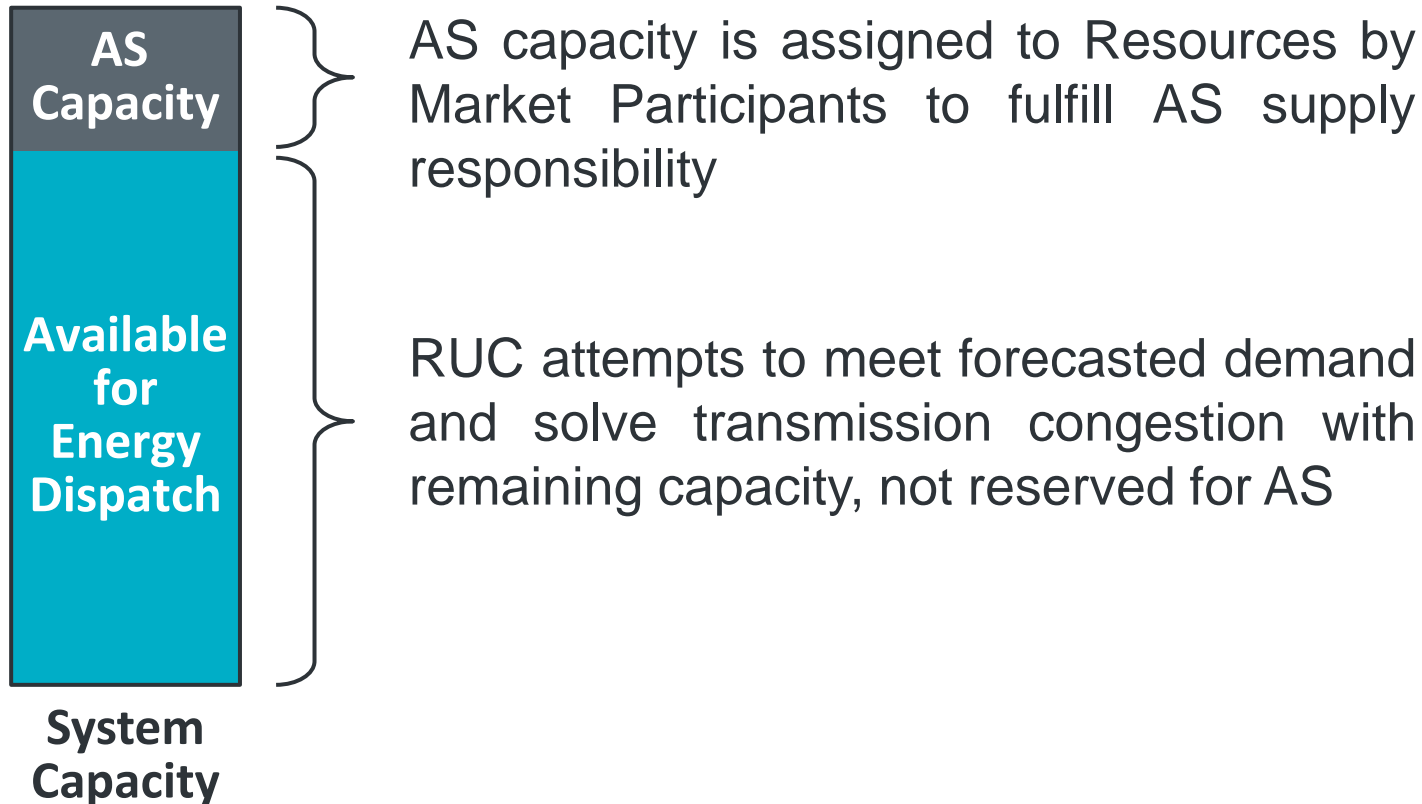 AS
Capacity
AS capacity is assigned to Resources by
Market Participants to fulfill AS supply
responsibility
Available
for
Energy
Dispatch
RUC attempts to meet forecasted demand
and solve transmission congestion with
remaining capacity, not reserved for AS
System
Capacity